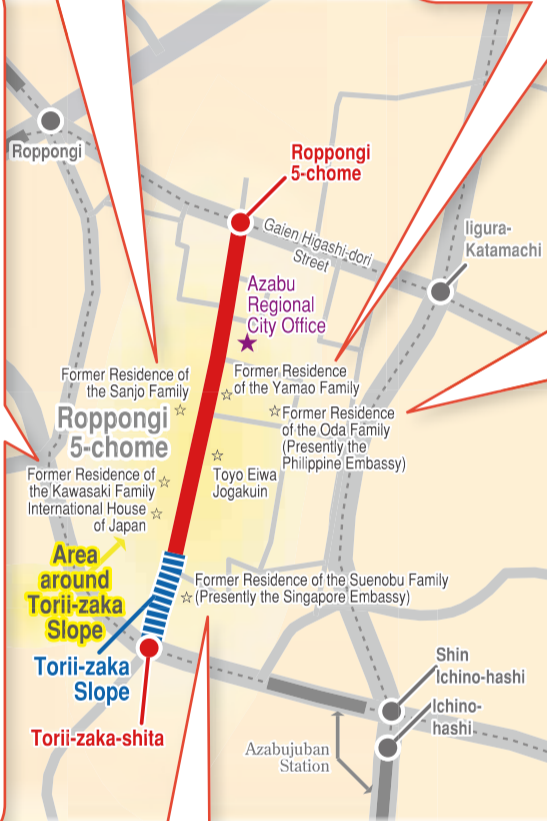 Roppongi
Roppongi
5-chome
Gaien Higashi-dori
Street
Iigura-
Katamachi
Azabu
Regional
City Office
Former Residence of
the Sanjo Family
Former Residence
of the Yamao Family
Roppongi
5-chome
Former Residence
of the Oda Family
(Presently the
Philippine Embassy)
Former Residence of
the Kawasaki Family
Toyo Eiwa
Jogakuin
International House
of Japan
Area
around
Torii-zaka
Slope
Former Residence of the Suenobu Family
(Presently the Singapore Embassy)
Torii-zaka
Slope
Torii-zaka-shita
Shin
Ichino-hashi
Ichino-
hashi
Azabujuban
Station